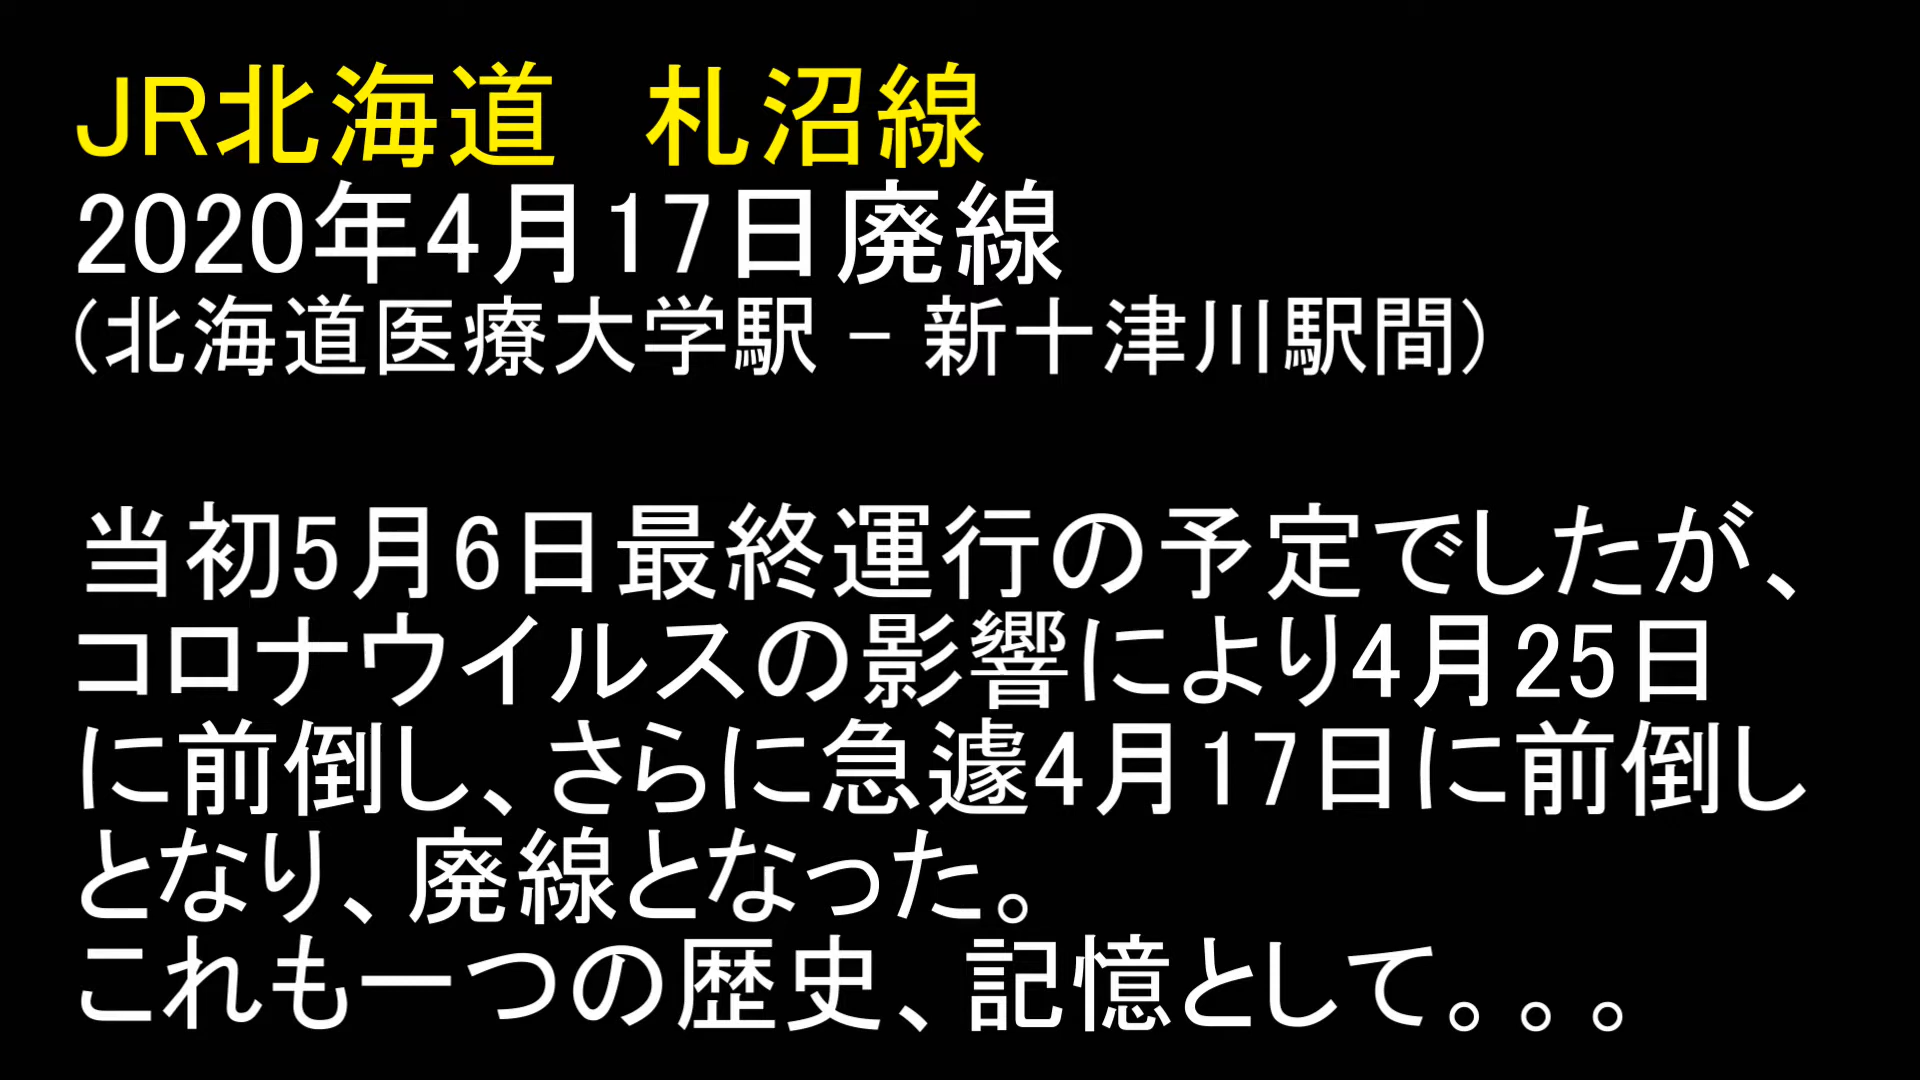 JR北海道　札沼線
2020年4月17日廃線
(北海道医療大学駅 – 新十津川駅間)
当初5月6日最終運行の予定でしたが、
コロナウイルスの影響により4月25日
に前倒し、さらに急遽4月17日に前倒し
となり、廃線となった。
これも一つの歴史、記憶として。。。